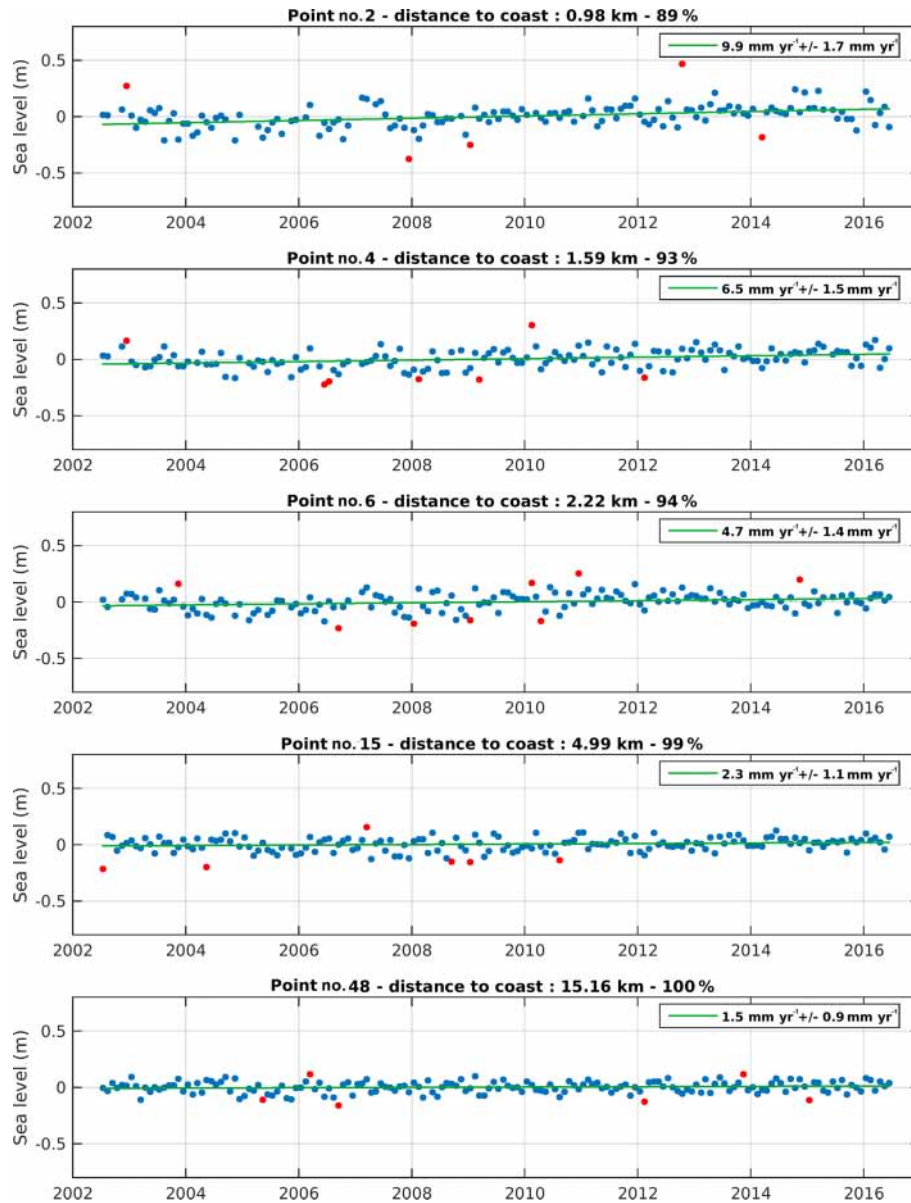 Point no.2 - distance to coast : 0.98 km - 89 %
9.9 mm yr⁻¹+/- 1.7 mm yr⁻¹
Sea level (m)
0.5
0
-0.5
2002 2004 2006 2008 2010 2012 2014 2016
Point no.4 - distance to coast : 1.59 km - 93 %
6.5 mm yr⁻¹+/- 1.5 mm yr⁻¹
Sea level (m)
0.5
0
-0.5
2002 2004 2006 2008 2010 2012 2014 2016
Point no.6 - distance to coast : 2.22 km - 94 %
4.7 mm yr⁻¹+/- 1.4 mm yr⁻¹
Sea level (m)
0.5
0
-0.5
2002 2004 2006 2008 2010 2012 2014 2016
Point no. 15 - distance to coast : 4.99 km - 99 %
2.3 mm yr⁻¹+/- 1.1 mm yr⁻¹
Sea level (m)
0.5
0
-0.5
2002 2004 2006 2008 2010 2012 2014 2016
Point no. 48 - distance to coast : 15.16 km - 100 %
1.5 mm yr⁻¹+/- 0.9 mm yr⁻¹
Sea level (m)
0.5
0
-0.5
2002 2004 2006 2008 2010 2012 2014 2016